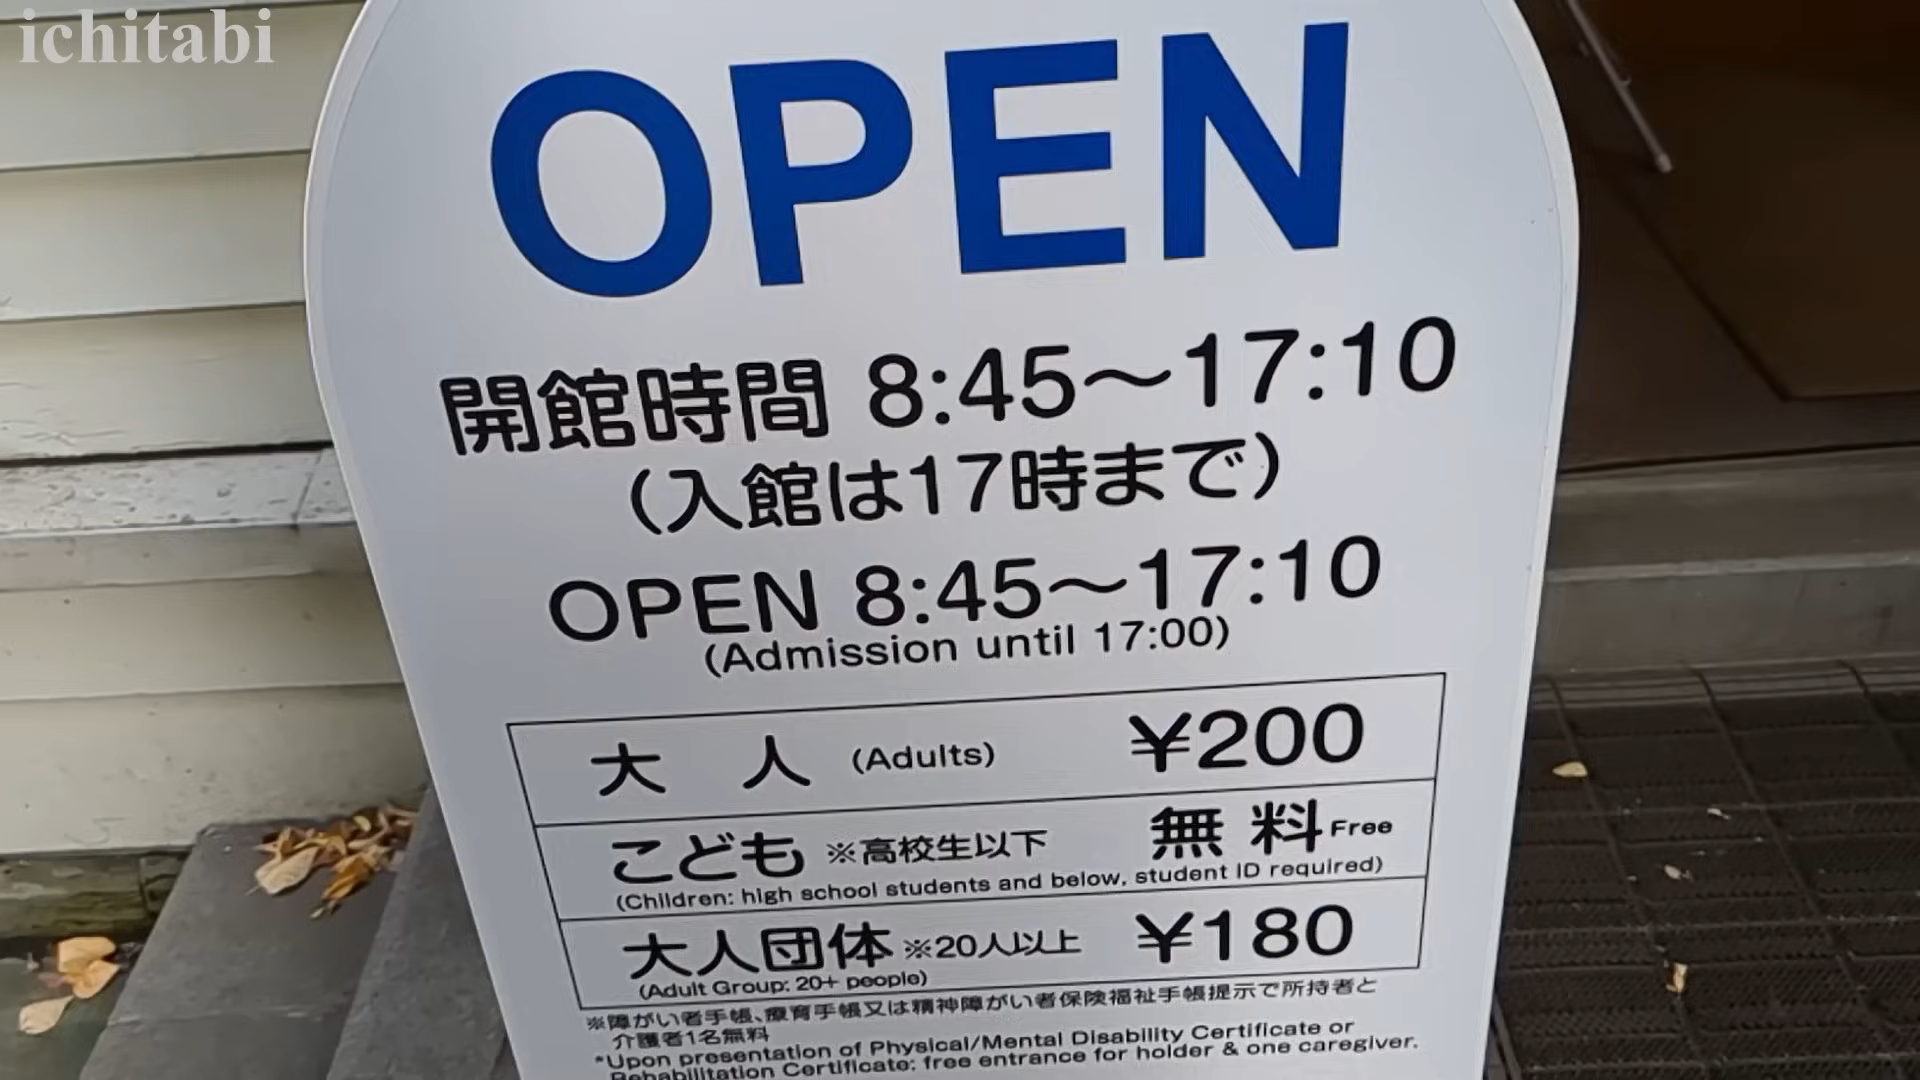 ichitabi
OPEN
開館時間 8:45～17:10
（入館は17時まで）
OPEN 8:45～17:10
(Admission until 17:00)
大人 (Adults) ¥200
こども ※高校生以下 無料 Free
(Children: high school students and below, student ID required)
大人団体 ※20人以上 ¥180
(Adult Group: 20+ people)
※障がい者手帳、療育手帳又は精神障がい者保険福祉手帳提示で所持者と
介護者1名無料
*Upon presentation of Physical/Mental Disability Certificate or
Rehabilitation Certificate: free entrance for holder & one caregiver.